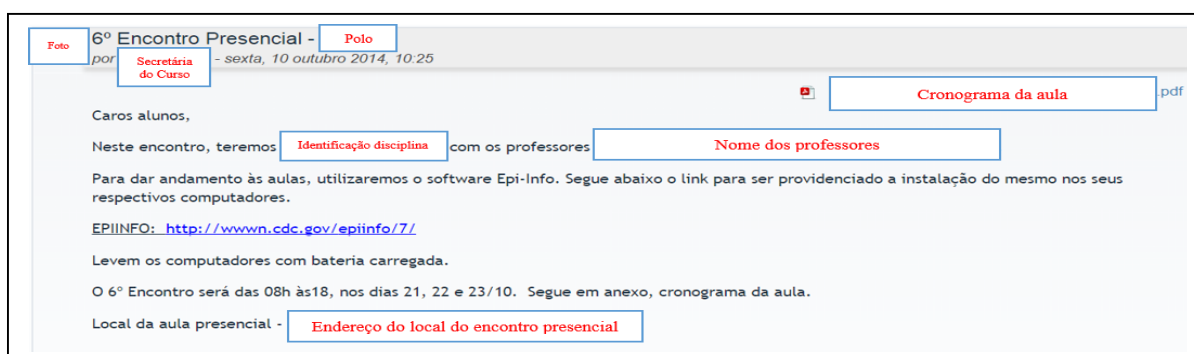 Foto
6º Encontro Presencial - Polo
por Secretária do Curso - sexta, 10 outubro 2014, 10:25
Cronograma da aula .pdf
Caros alunos,
Neste encontro, teremos Identificação disciplina com os professores Nome dos professores
Para dar andamento às aulas, utilizaremos o software Epi-Info. Segue abaixo o link para ser providenciado a instalação do mesmo nos seus
respectivos computadores.
EPIINFO: http://wwwn.cdc.gov/epiinfo/7/
Levem os computadores com bateria carregada.
O 6º Encontro será das 08h às18, nos dias 21, 22 e 23/10. Segue em anexo, cronograma da aula.
Local da aula presencial - Endereço do local do encontro presencial